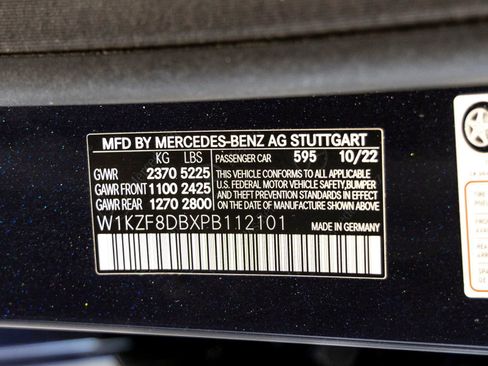 MFD BY MERCEDES-BENZ AG STUTTGART
KG LBS PASSENGER CAR 595 10/22
GVWR 2370 5225 THIS VEHICLE CONFORMS TO ALL APPLICABLE
GAWR FRONT 1100 2425 U.S. FEDERAL MOTOR VEHICLE SAFETY,BUMPER
GAWR REAR 1270 2800 AND THEFT PREVENTION STANDARDS IN EFFECT
ON THE DATE OF MANUFACTURE SHOWN ABOVE.
W1KZF8DBXPB112101 MADE IN GERMANY